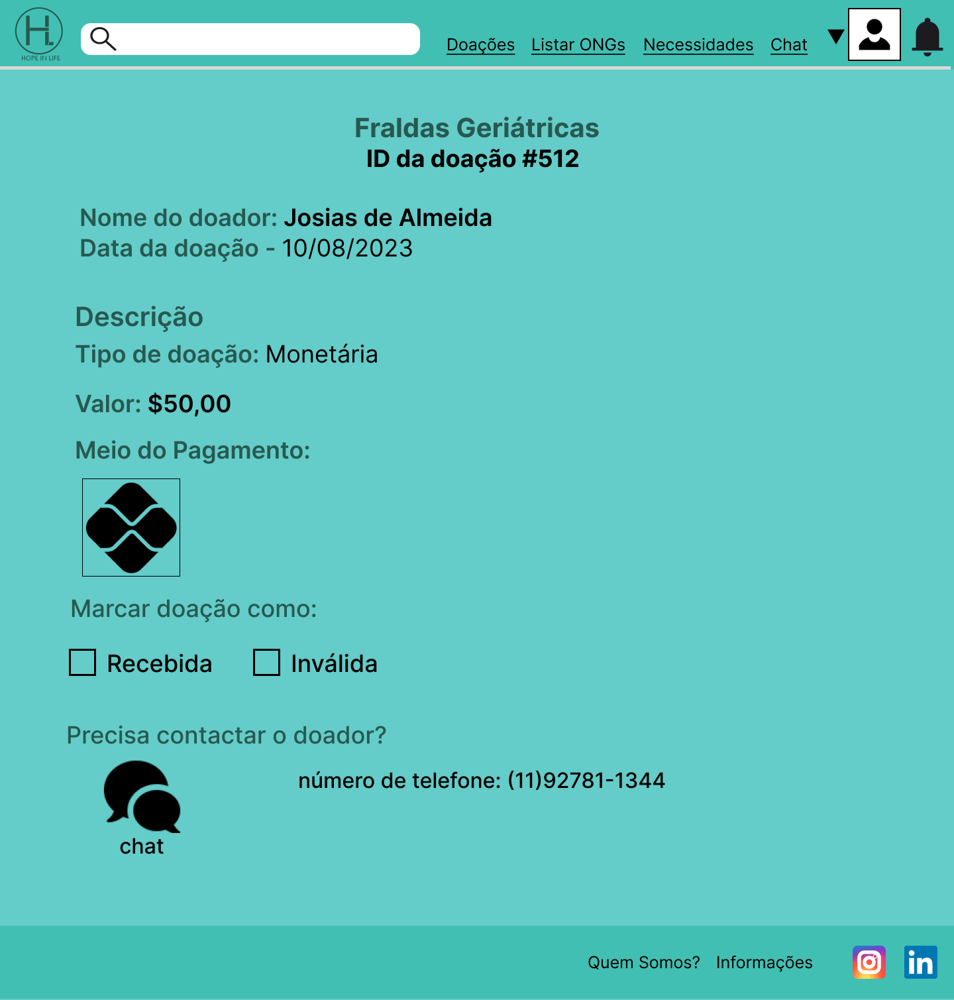 HOPE IN LIFE
Doações Listar ONGs Necessidades Chat
Fraldas Geriátricas
ID da doação #512
Nome do doador: Josias de Almeida
Data da doação - 10/08/2023
Descrição
Tipo de doação: Monetária
Valor: $50,00
Meio do Pagamento:
Marcar doação como:
Recebida Inválida
Precisa contactar o doador?
número de telefone: (11)92781-1344
chat
Quem Somos? Informações
in